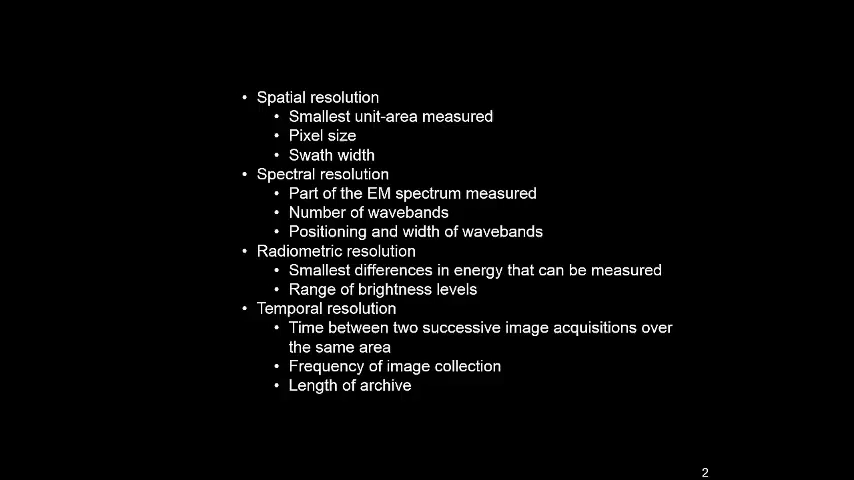 • Spatial resolution
• Smallest unit-area measured
• Pixel size
• Swath width
• Spectral resolution
• Part of the EM spectrum measured
• Number of wavebands
• Positioning and width of wavebands
• Radiometric resolution
• Smallest differences in energy that can be measured
• Range of brightness levels
• Temporal resolution
• Time between two successive image acquisitions over
the same area
• Frequency of image collection
• Length of archive
2